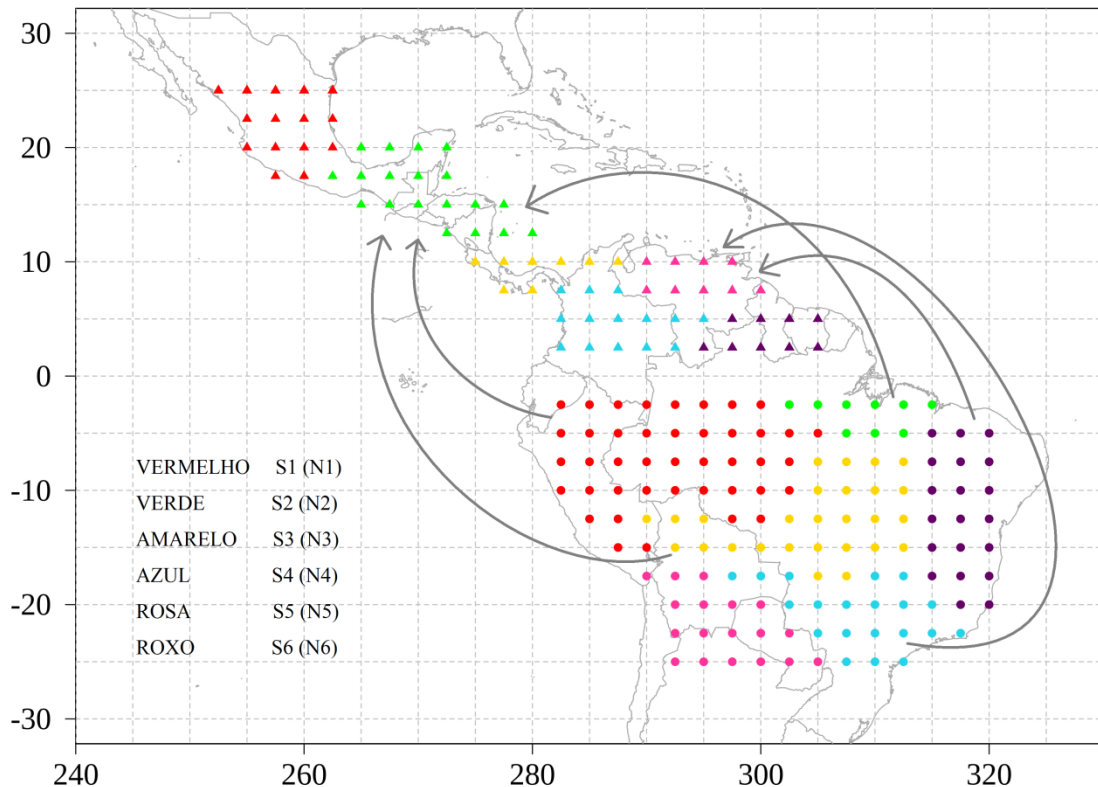 30
20
10
0
-10
-20
-30
VERMELHO S1 (N1)
VERDE S2 (N2)
AMARELO S3 (N3)
AZUL S4 (N4)
ROSA S5 (N5)
ROXO S6 (N6)
240 260 280 300 320